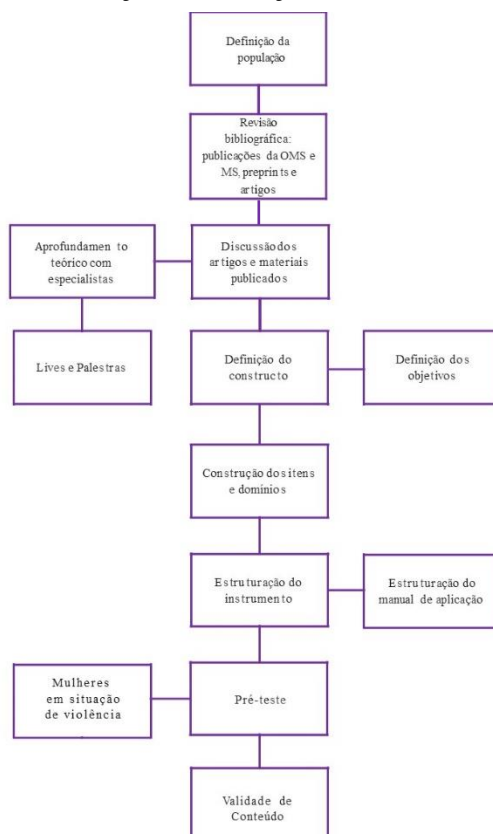 Definição da
população
Revisão
bibliográfica:
publicações da OMS e
MS, preprints e
artigos
Aprofundamento
teórico com
especialistas
Discussão dos
artigos e materiais
publicados
Lives e Palestras
Definição do
constructo
Definição dos
objetivos
Construção dos itens
e domínios
Estruturação do
instrumento
Estruturação do
manual de aplicação
Mulheres
em situação
de violência
Pré-teste
Validade de
Conteúdo